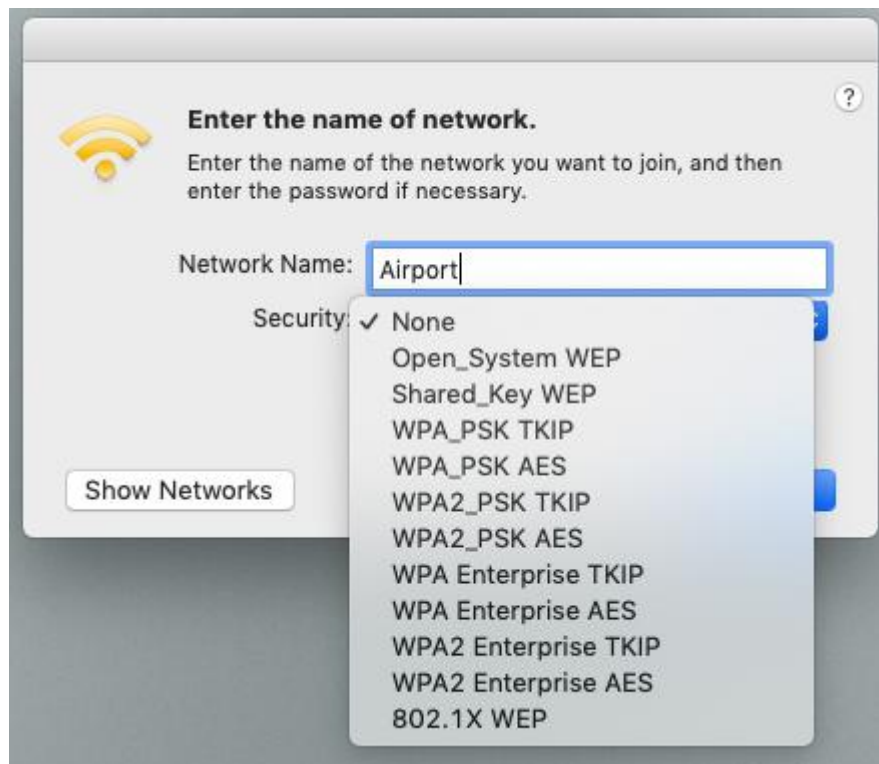 ?
Enter the name of network.
Enter the name of the network you want to join, and then
enter the password if necessary.
Network Name: Airport
Security: ✓ None
Open_System WEP
Shared_Key WEP
WPA_PSK TKIP
WPA_PSK AES
WPA2_PSK TKIP
WPA2_PSK AES
WPA Enterprise TKIP
WPA Enterprise AES
WPA2 Enterprise TKIP
WPA2 Enterprise AES
802.1X WEP
Show Networks